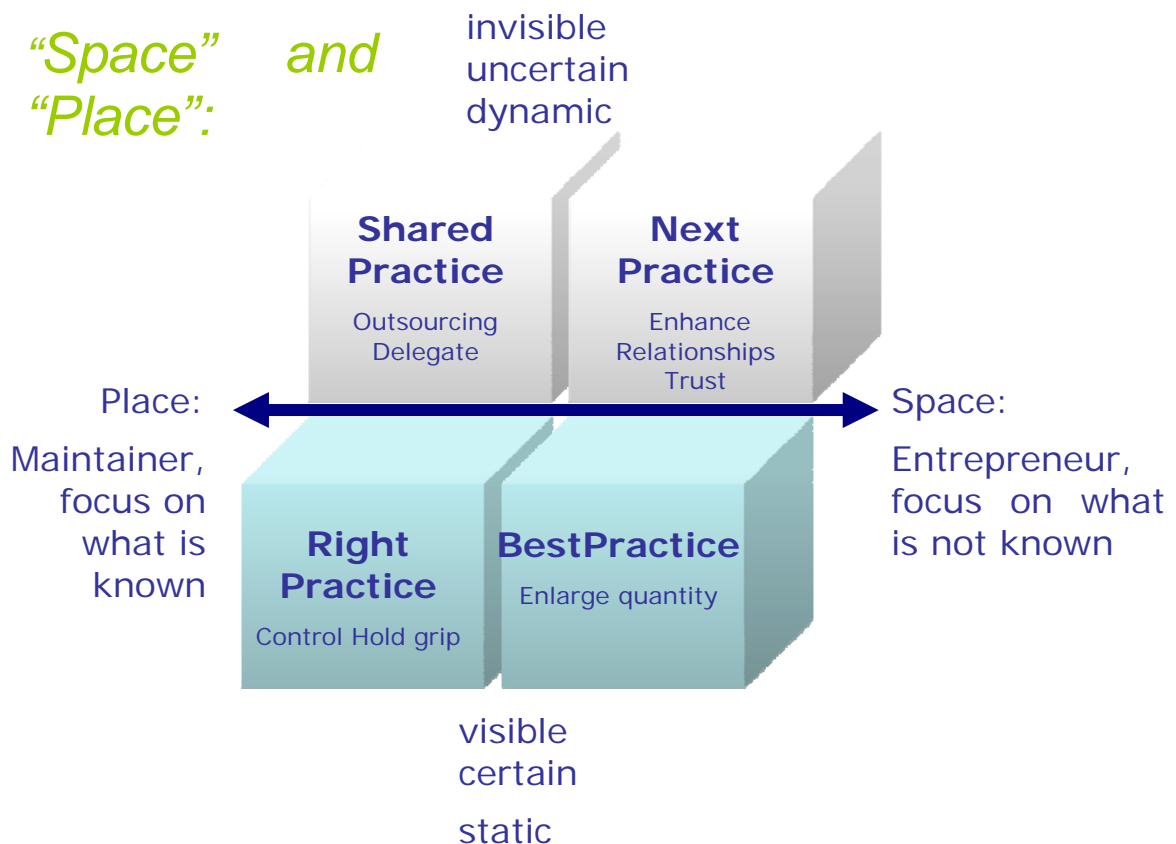 “Space” and
“Place”:
invisible
uncertain
dynamic
Shared
Practice
Outsourcing
Delegate
Next
Practice
Enhance
Relationships
Trust
Place:
Maintainer,
focus on
what is
known
Space:
Entrepreneur,
focus on what
is not known
Right
Practice
Control Hold grip
BestPractice
Enlarge quantity
visible
certain
static